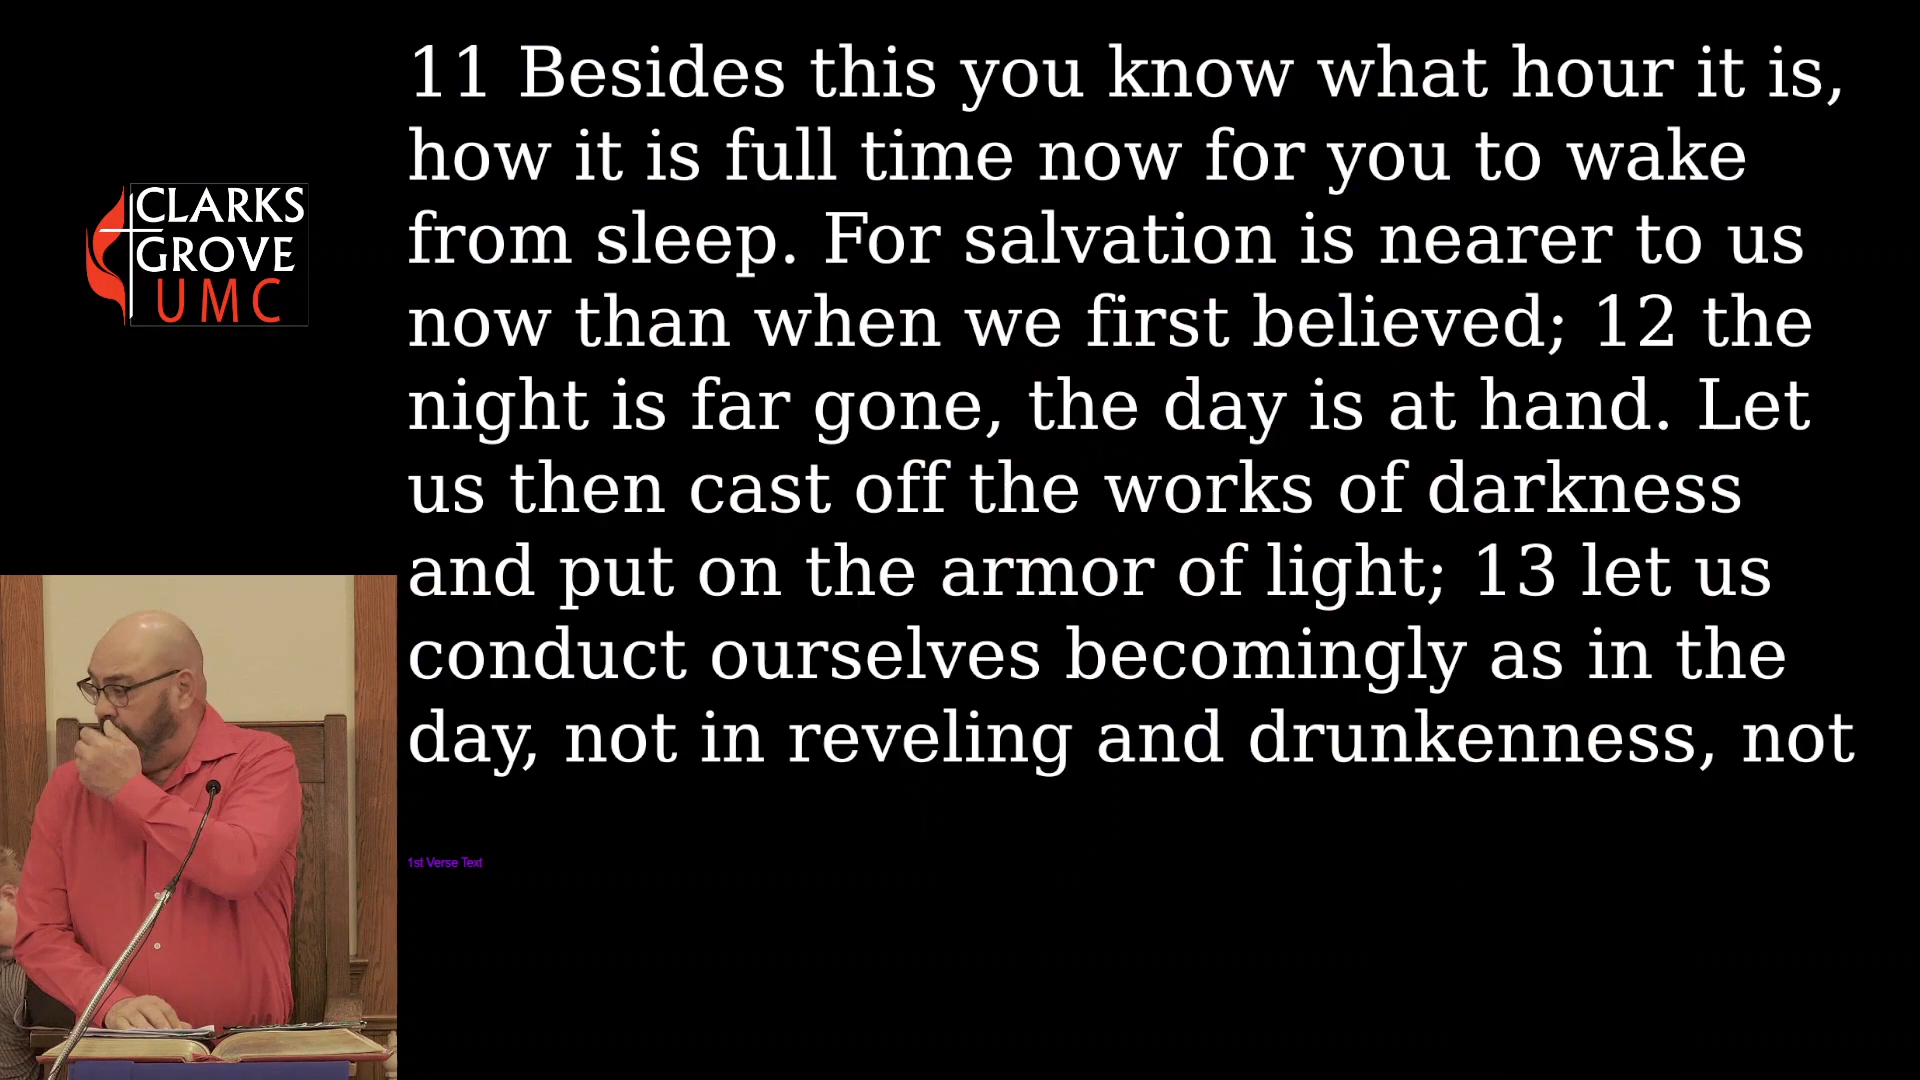 CLARKS
GROVE
UMC
11 Besides this you know what hour it is,
how it is full time now for you to wake
from sleep. For salvation is nearer to us
now than when we first believed; 12 the
night is far gone, the day is at hand. Let
us then cast off the works of darkness
and put on the armor of light; 13 let us
conduct ourselves becomingly as in the
day, not in reveling and drunkenness, not
1st Verse Text